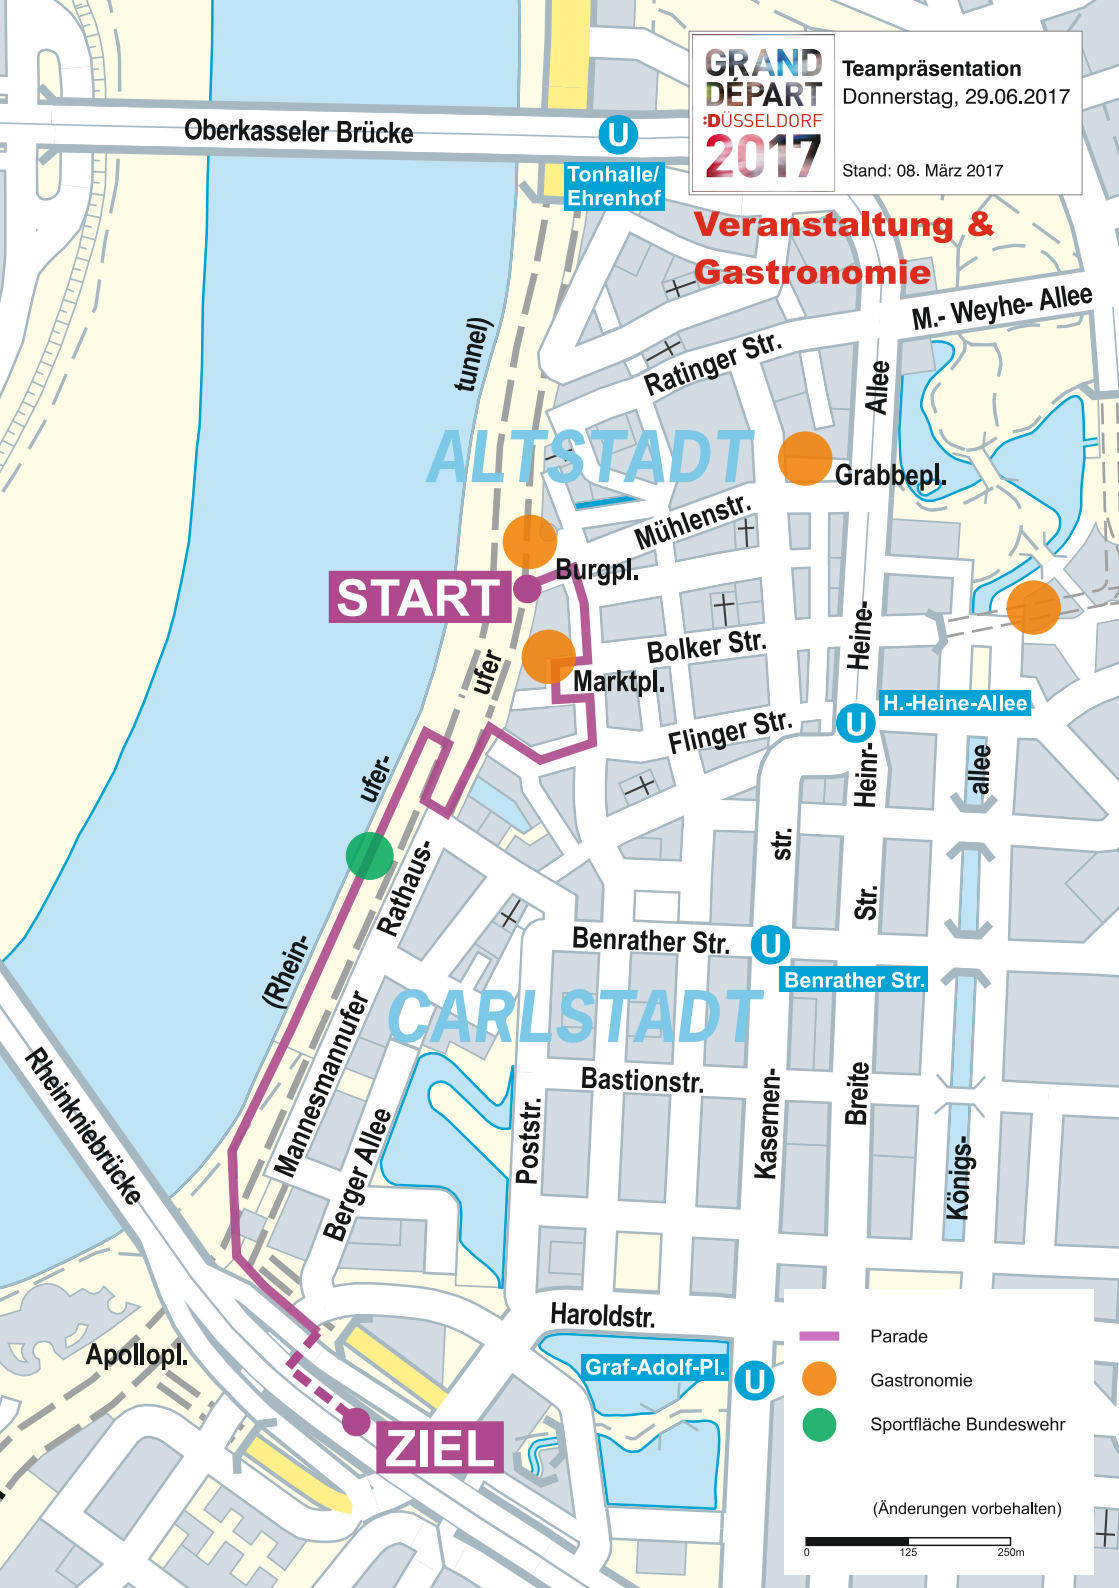 GRAND
DÉPART
:DÜSSELDORF
2017
Teampräsentation
Donnerstag, 29.06.2017
Stand: 08. März 2017
Veranstaltung &
Gastronomie
Oberkasseler Brücke
U
Tonhalle/
Ehrenhof
M.- Weyhe- Allee
tunnel)
Ratinger Str.
Allee
ALTSTADT
Grabbepl.
Mühlenstr.
Burgpl.
START
Bolker Str.
Heine-
ufer
Marktpl.
H.-Heine-Allee
U
Flinger Str.
Heinr-
allee
ufer-
str.
Rathaus-
Str.
Benrather Str.
U
Benrather Str.
(Rhein-
CARLSTADT
Mannesmannufer
Rheinkniebrücke
Bastionstr.
Kasernen-
Breite
Berger Allee
Poststr.
Königs-
Haroldstr.
Apollopl.
Graf-Adolf-Pl.
U
ZIEL
Parade
Gastronomie
Sportfläche Bundeswehr
(Änderungen vorbehalten)
0 125 250m